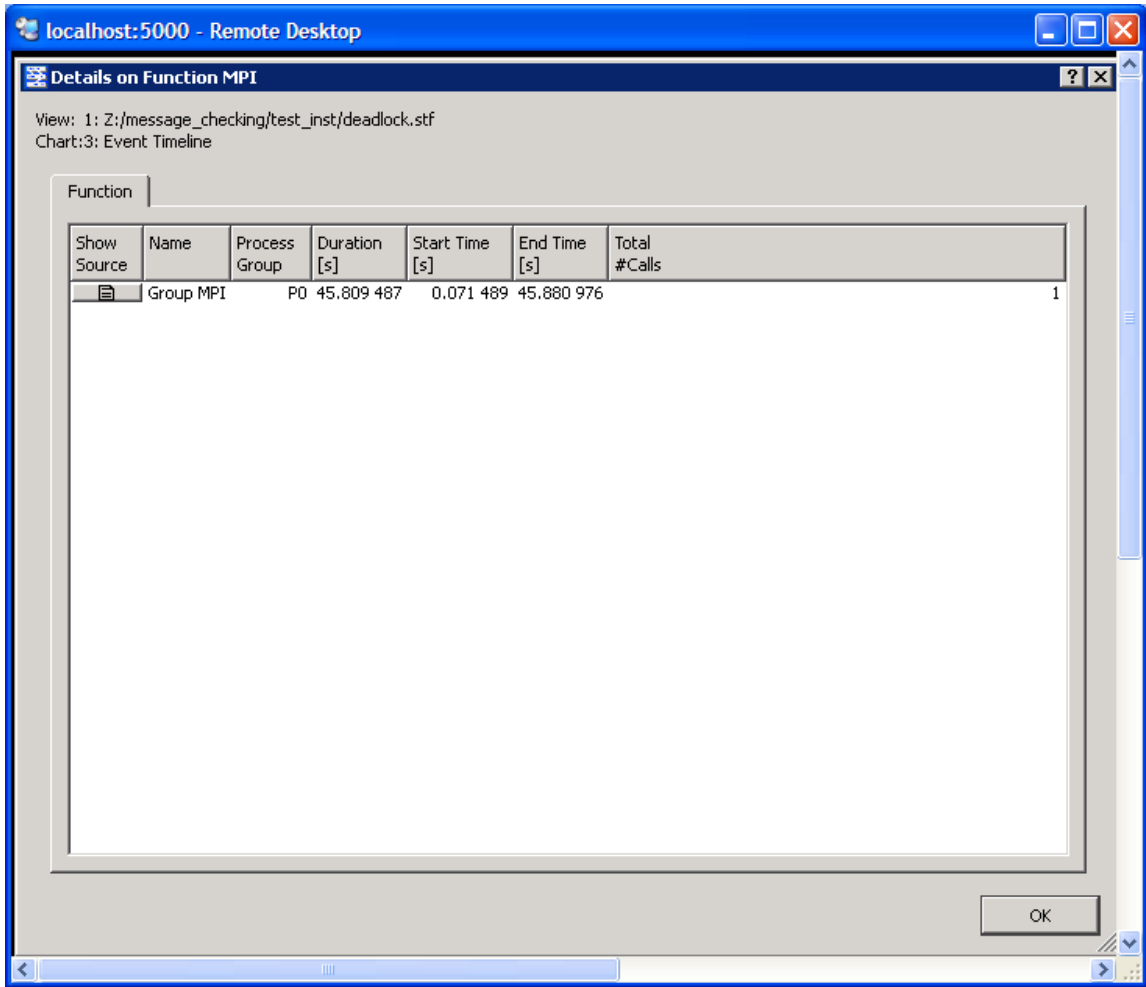 localhost:5000 - Remote Desktop
Details on Function MPI
View: 1: Z:/message_checking/test_inst/deadlock.stf
Chart:3: Event Timeline
Function
Show Source Name Process Group Duration [s] Start Time [s] End Time [s] Total #Calls
Group MPI P0 45.809 487 0.071 489 45.880 976 1
OK